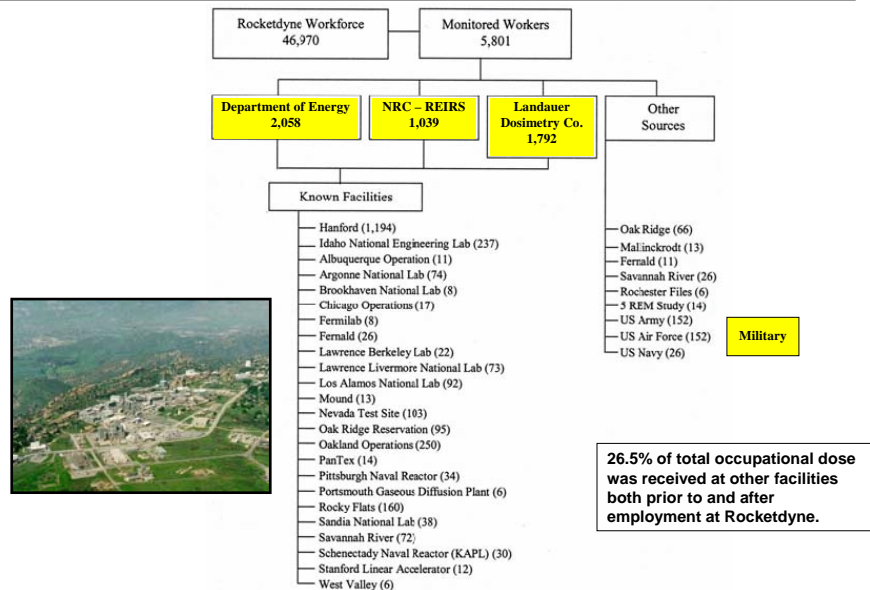 Rocketdyne Workforce
46,970
Monitored Workers
5,801
Department of Energy
2,058
NRC – REIRS
1,039
Landauer
Dosimetry Co.
1,792
Other
Sources
Known Facilities
Hanford (1,194)
Idaho National Engineering Lab (237)
Albuquerque Operation (11)
Argonne National Lab (74)
Brookhaven National Lab (8)
Chicago Operations (17)
Fermilab (8)
Fernald (26)
Lawrence Berkeley Lab (22)
Lawrence Livermore National Lab (73)
Los Alamos National Lab (92)
Mound (13)
Nevada Test Site (103)
Oak Ridge Reservation (95)
Oakland Operations (250)
PanTex (14)
Pittsburgh Naval Reactor (34)
Portsmouth Gaseous Diffusion Plant (6)
Rocky Flats (160)
Sandia National Lab (38)
Savannah River (72)
Schenectady Naval Reactor (KAPL) (30)
Stanford Linear Accelerator (12)
West Valley (6)
Oak Ridge (66)
Mallinckrodt (13)
Fernald (11)
Savannah River (26)
Rochester Files (6)
5 REM Study (14)
US Army (152)
US Air Force (152)
US Navy (26)
Military
26.5% of total occupational dose
was received at other facilities
both prior to and after
employment at Rocketdyne.